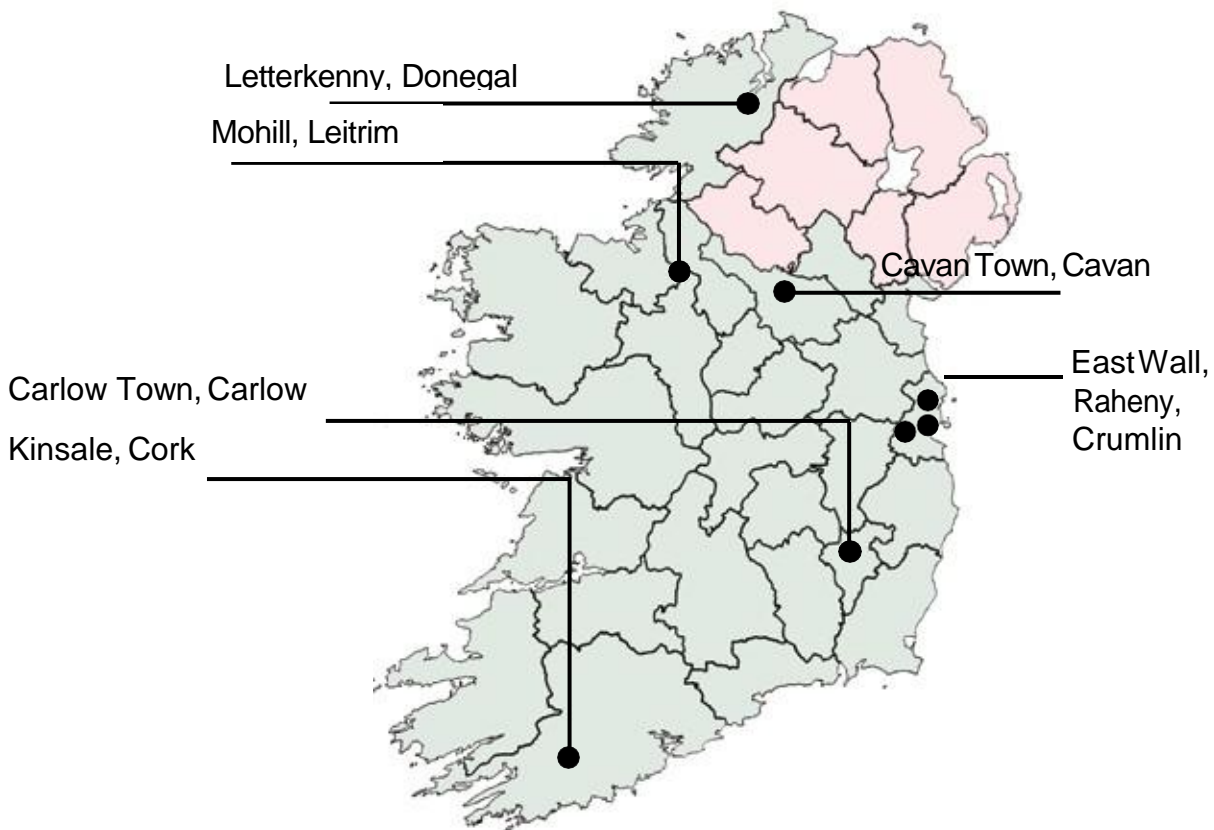 Letterkenny, Donegal
Mohill, Leitrim
Cavan Town, Cavan
East Wall,
Raheny,
Crumlin
Carlow Town, Carlow
Kinsale, Cork